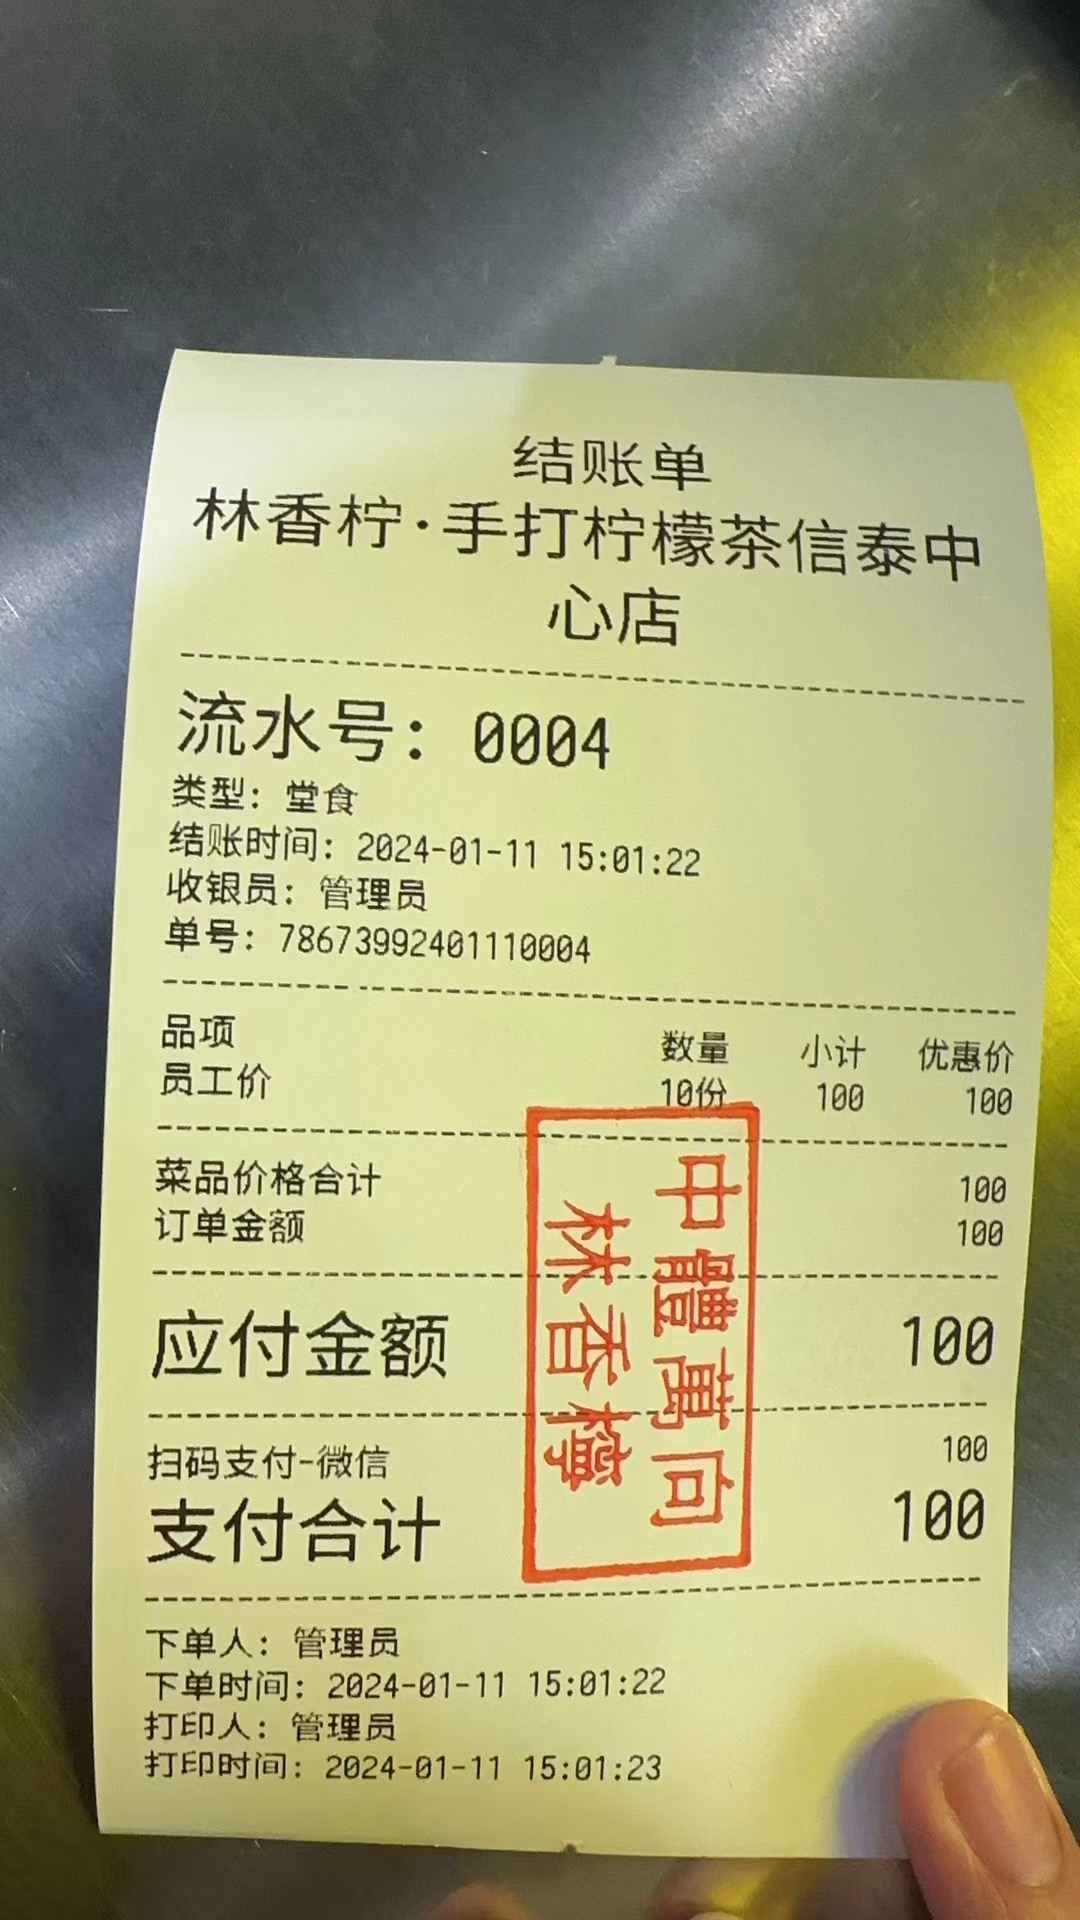 结账单
林香柠·手打柠檬茶信泰中
心店
流水号：0004
类型：堂食
结账时间：2024-01-11 15:01:22
收银员：管理员
单号：78673992401110004
品项 数量 小计 优惠价
员工价 10份 100 100
菜品价格合计 100
订单金额 100
应付金额 100
扫码支付-微信 100
支付合计 100
中體萬向
林香檸
下单人：管理员
下单时间：2024-01-11 15:01:22
打印人：管理员
打印时间：2024-01-11 15:01:23